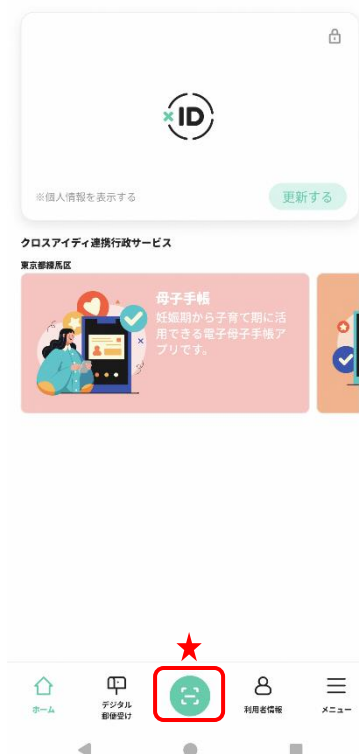 ×ID
※個人情報を表示する
更新する
クロスアイディ連携行政サービス
東京都練馬区
母子手帳
妊娠期から子育て期に活
用できる電子母子手帳ア
プリです。
ホーム
デジタル
郵便受け
利用者情報
メニュー